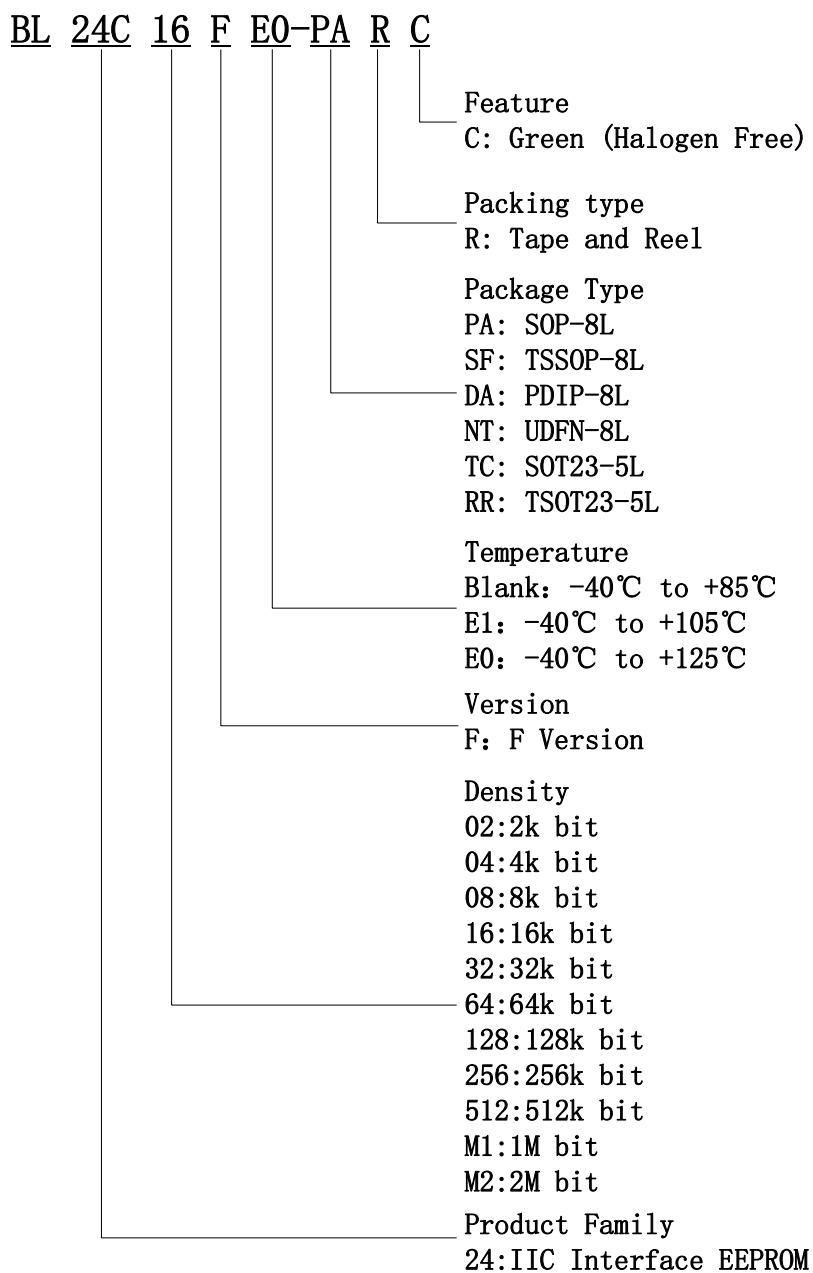 BL 24C 16 F E0-PA R C
Feature
C: Green (Halogen Free)
Packing type
R: Tape and Reel
Package Type
PA: SOP-8L
SF: TSSOP-8L
DA: PDIP-8L
NT: UDFN-8L
TC: SOT23-5L
RR: TSOT23-5L
Temperature
Blank: -40℃ to +85℃
E1: -40℃ to +105℃
E0: -40℃ to +125℃
Version
F: F Version
Density
02:2k bit
04:4k bit
08:8k bit
16:16k bit
32:32k bit
64:64k bit
128:128k bit
256:256k bit
512:512k bit
M1:1M bit
M2:2M bit
Product Family
24:IIC Interface EEPROM